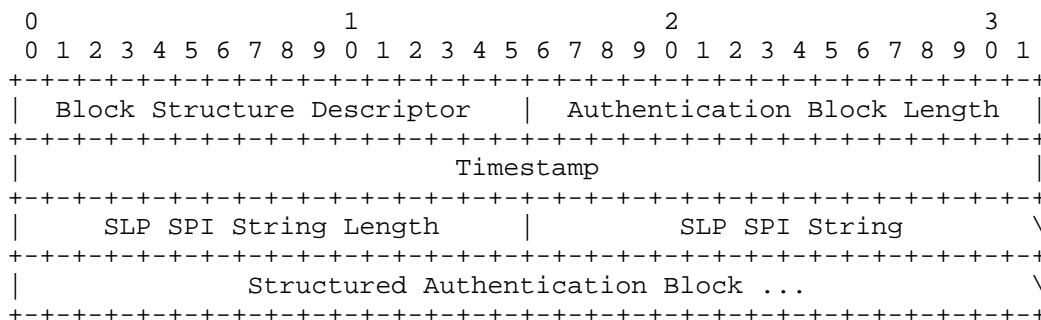 0                   1                   2                   3
0 1 2 3 4 5 6 7 8 9 0 1 2 3 4 5 6 7 8 9 0 1 2 3 4 5 6 7 8 9 0 1
+-+-+-+-+-+-+-+-+-+-+-+-+-+-+-+-+-+-+-+-+-+-+-+-+-+-+-+-+-+-+-+-+
|  Block Structure Descriptor   |  Authentication Block Length  |
+-+-+-+-+-+-+-+-+-+-+-+-+-+-+-+-+-+-+-+-+-+-+-+-+-+-+-+-+-+-+-+-+
|                           Timestamp                           |
+-+-+-+-+-+-+-+-+-+-+-+-+-+-+-+-+-+-+-+-+-+-+-+-+-+-+-+-+-+-+-+-+
|     SLP SPI String Length     |         SLP SPI String        \
+-+-+-+-+-+-+-+-+-+-+-+-+-+-+-+-+-+-+-+-+-+-+-+-+-+-+-+-+-+-+-+-+
|              Structured Authentication Block ...              \
+-+-+-+-+-+-+-+-+-+-+-+-+-+-+-+-+-+-+-+-+-+-+-+-+-+-+-+-+-+-+-+-+